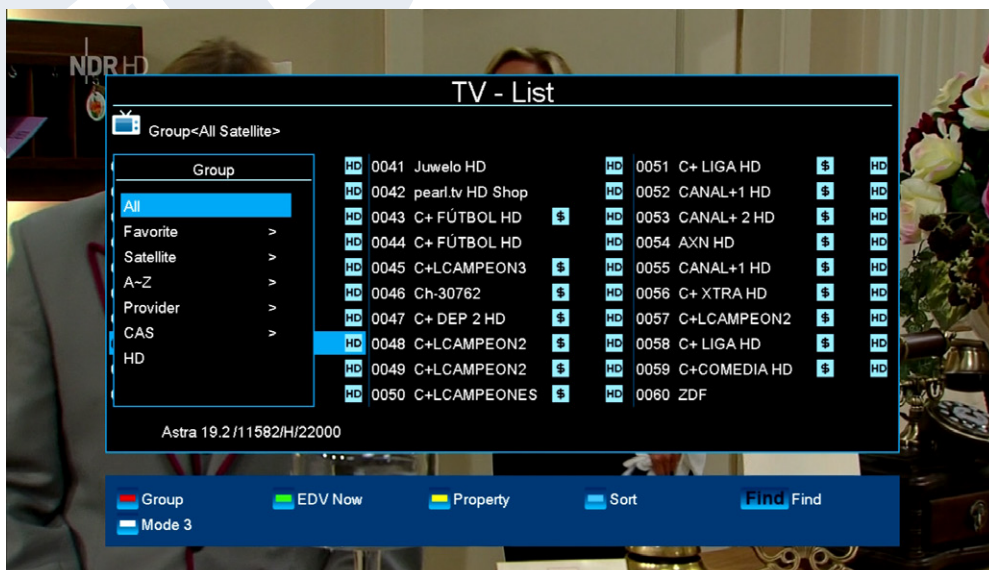 NDR HD
TV - List
Group<All Satellite>
Group
All
Favorite >
Satellite >
A~Z >
Provider >
CAS >
HD
HD 0041 Juwelo HD HD
HD 0042 pearl.tv HD Shop HD
HD 0043 C+ FÚTBOL HD $ HD
HD 0044 C+ FÚTBOL HD HD
HD 0045 C+LCAMPEON3 $ HD
HD 0046 Ch-30762 $ HD
HD 0047 C+ DEP 2 HD $ HD
HD 0048 C+LCAMPEON2 $ HD
HD 0049 C+LCAMPEON2 $ HD
HD 0050 C+LCAMPEONES $ HD
0051 C+ LIGA HD $ HD
0052 CANAL+1 HD $ HD
0053 CANAL+ 2 HD $ HD
0054 AXN HD $ HD
0055 CANAL+1 HD $ HD
0056 C+ XTRA HD $ HD
0057 C+LCAMPEON2 $ HD
0058 C+ LIGA HD $ HD
0059 C+COMEDIA HD $ HD
0060 ZDF
Astra 19.2 /11582/H/22000
Group
EDV Now
Property
Sort
Find Find
Mode 3